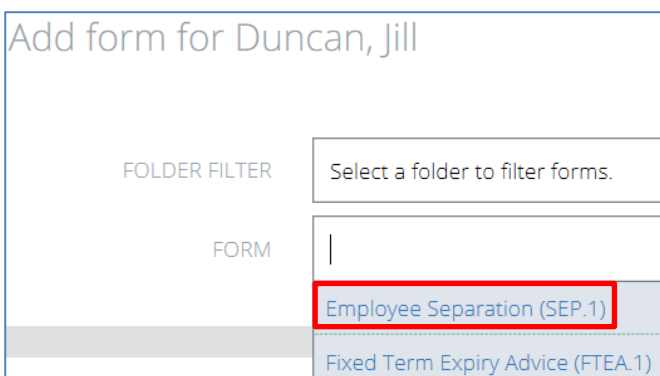 Add form for Duncan, Jill
FOLDER FILTER
Select a folder to filter forms.
FORM
Employee Separation (SEP.1)
Fixed Term Expiry Advice (FTEA.1)